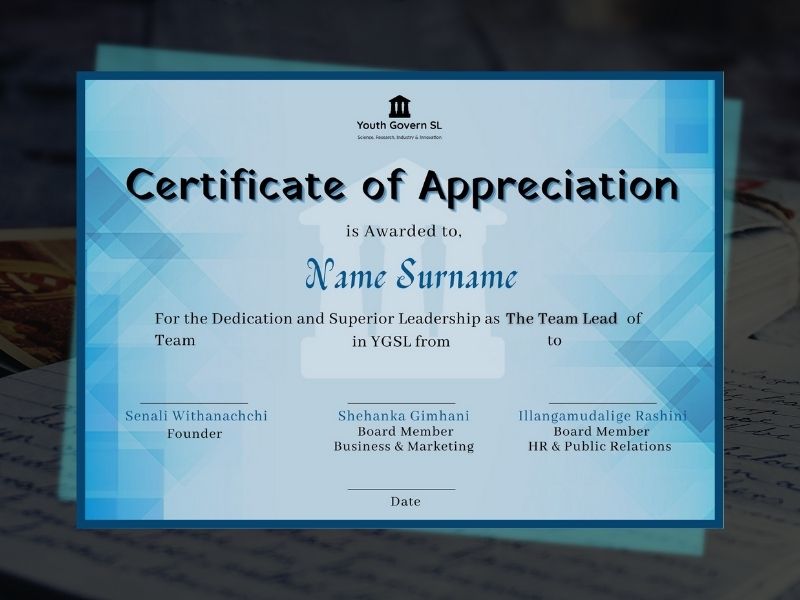 Youth Govern SL
Science, Research, Industry & Innovation
Certificate of Appreciation
is Awarded to,
Name Surname
For the Dedication and Superior Leadership as The Team Lead of
Team in YGSL from to
Senali Withanachchi
Founder
Shehanka Gimhani
Board Member
Business & Marketing
Illangamudalige Rashini
Board Member
HR & Public Relations
Date